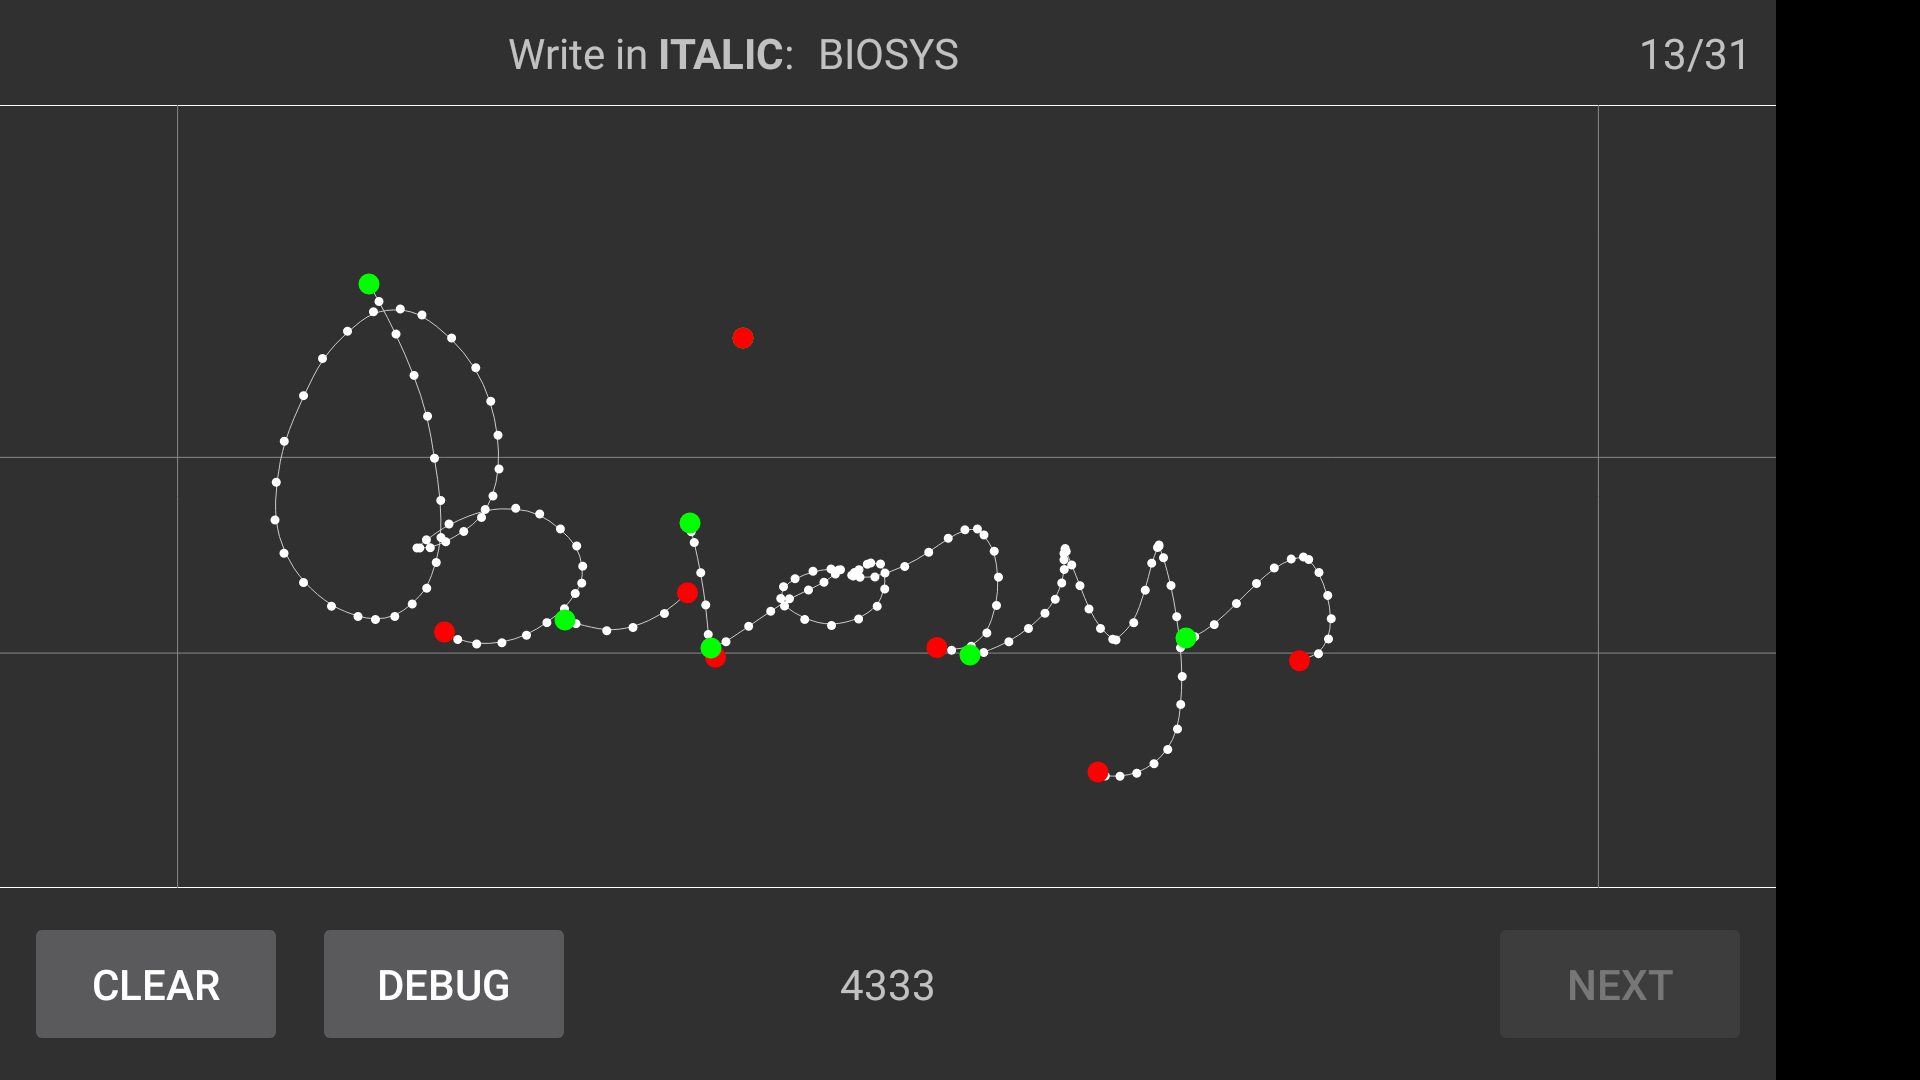 Write in ITALIC: BIOSYS
13/31
Biosys
CLEAR
DEBUG
4333
NEXT